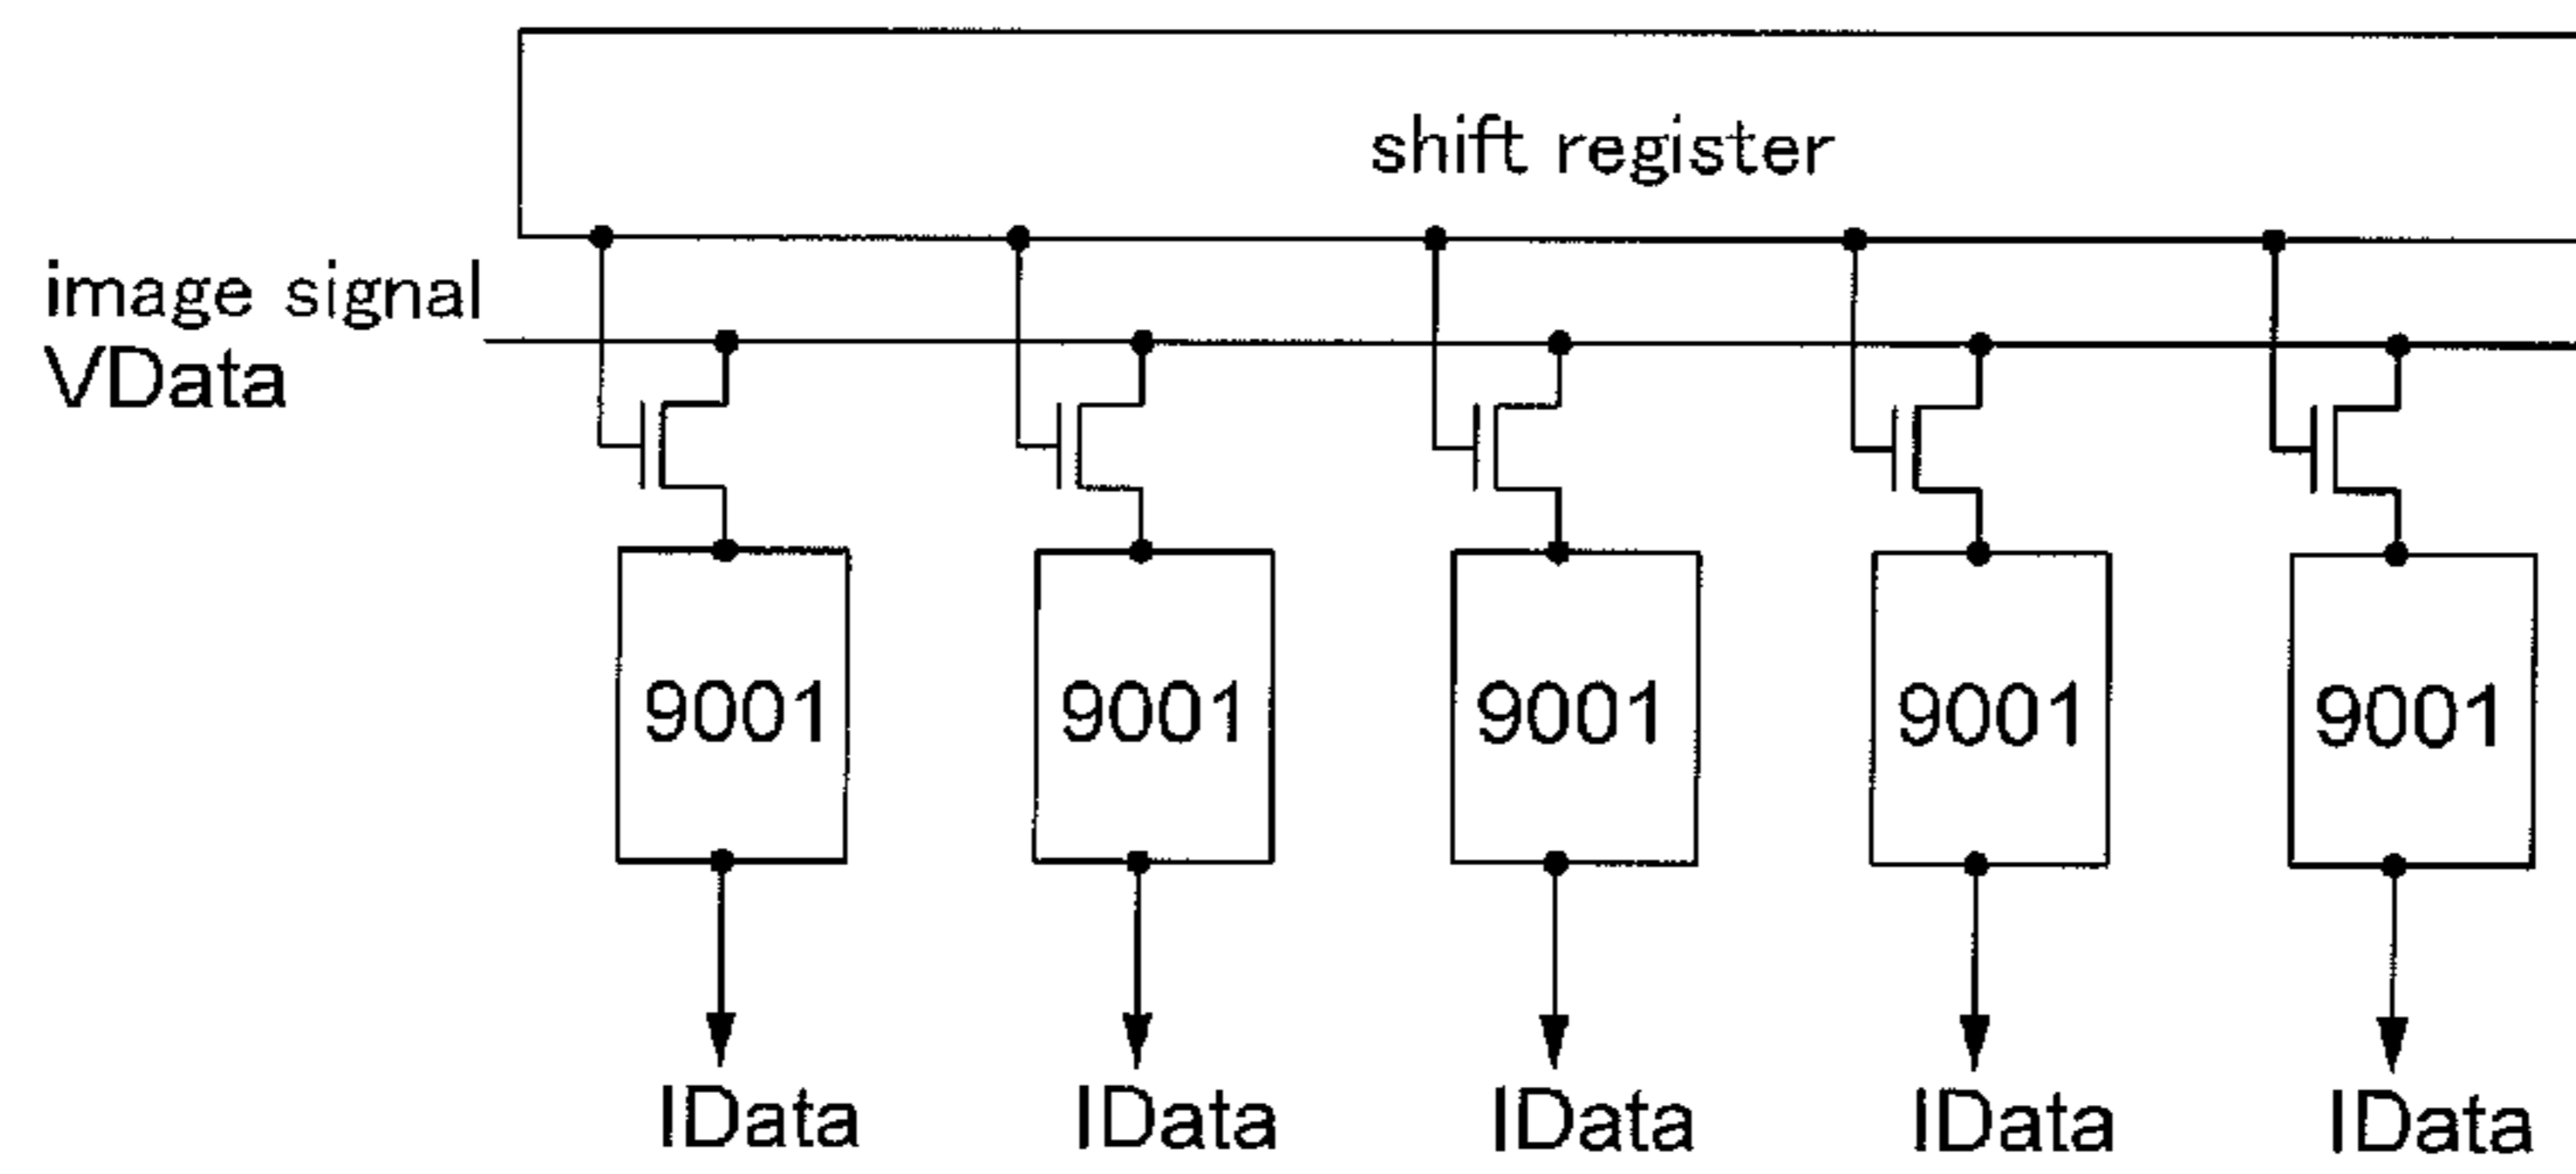 shift register
image signal
VData
9001 9001 9001 9001 9001
IData IData IData IData IData